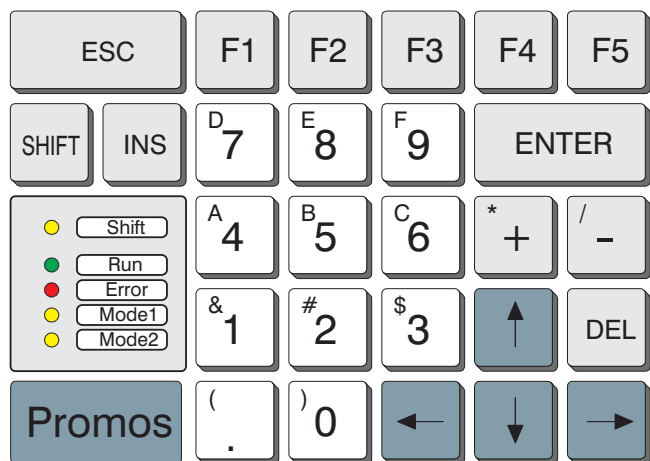 ESC F1 F2 F3 F4 F5
SHIFT INS D 7 E 8 F 9 ENTER
Shift
Run
Error
Mode1
Mode2
A 4 B 5 C 6 * + / -
& 1 # 2 $ 3 DEL
Promos ( . ) 0